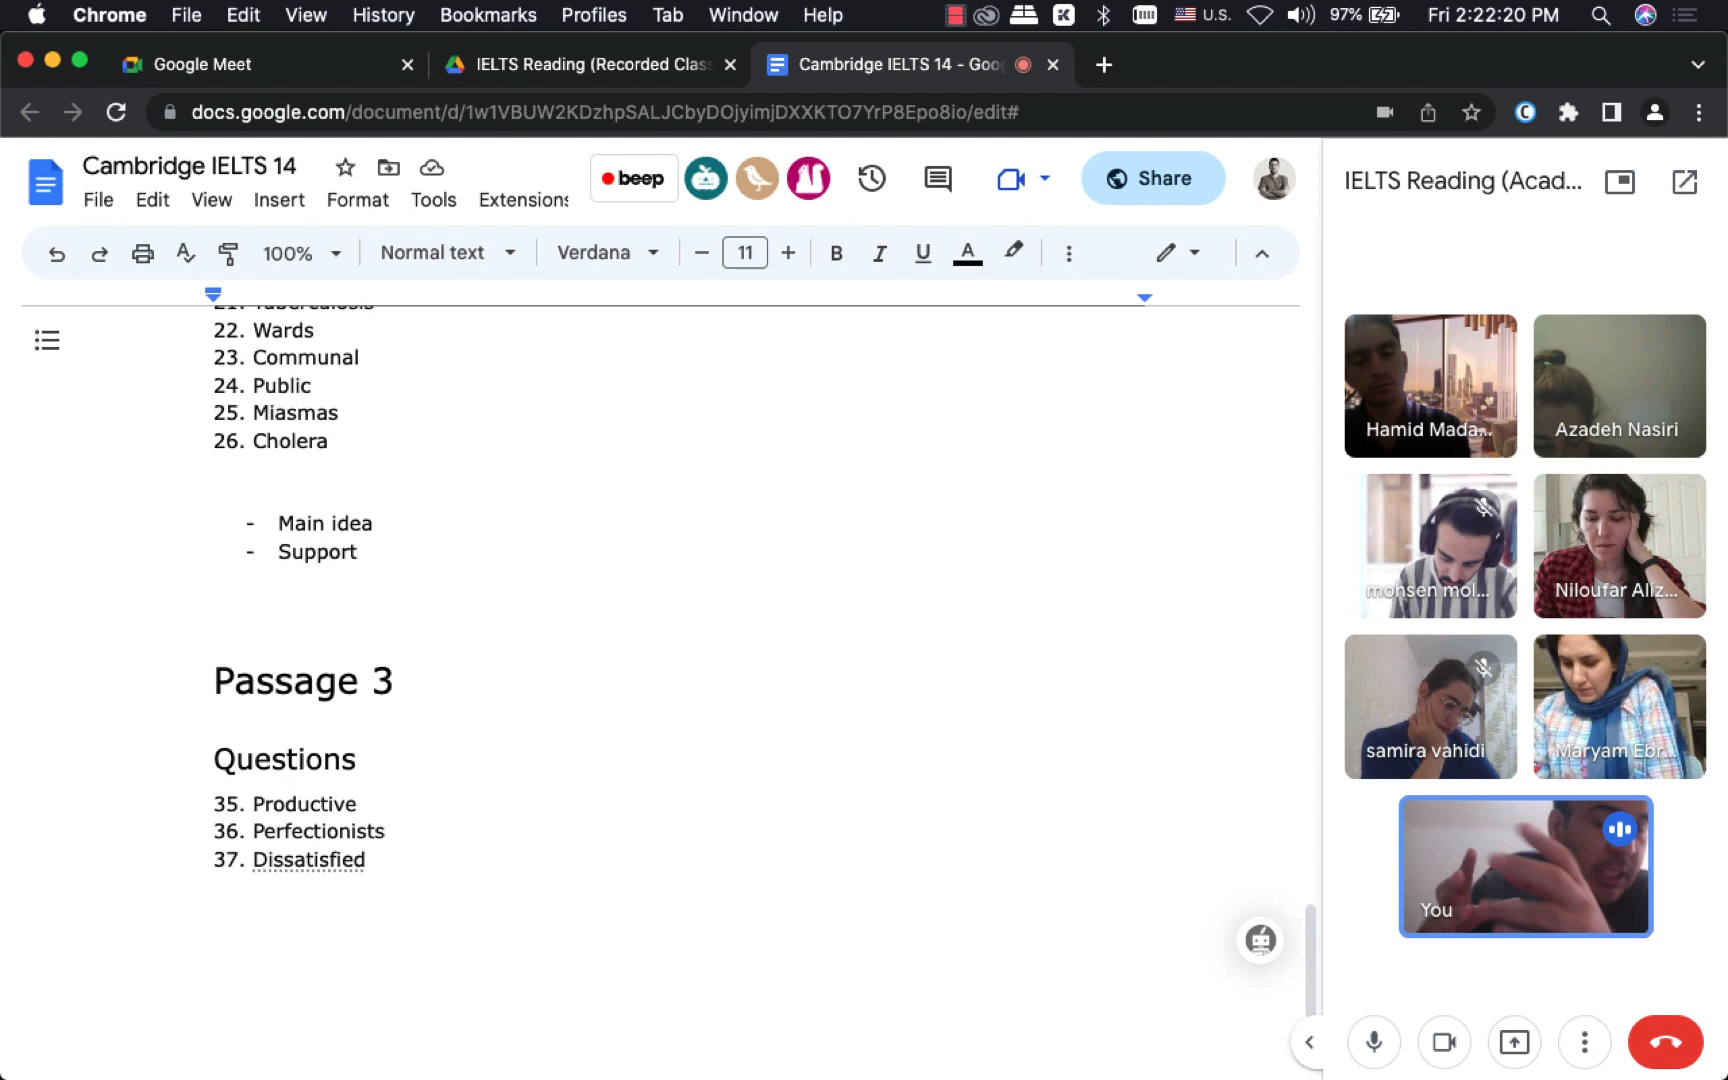 Chrome File Edit View History Bookmarks Profiles Tab Window Help U.S. 97% Fri 2:22:20 PM
Google Meet IELTS Reading (Recorded Clas Cambridge IELTS 14 - Goo
docs.google.com/document/d/1w1VBUW2KDzhpSALJCbyDOjyimjDXXKTO7YrP8Epo8io/edit#
Cambridge IELTS 14
File Edit View Insert Format Tools Extensions
beep
Share
IELTS Reading (Acad...
100% Normal text Verdana 11 B I U A
21. Tuberculosis
22. Wards
23. Communal
24. Public
25. Miasmas
26. Cholera
- Main idea
- Support
Passage 3
Questions
35. Productive
36. Perfectionists
37. Dissatisfied
Hamid Mada...
Azadeh Nasiri
mohsen mol...
Niloufar Aliz...
samira vahidi
Maryam Ebr...
You